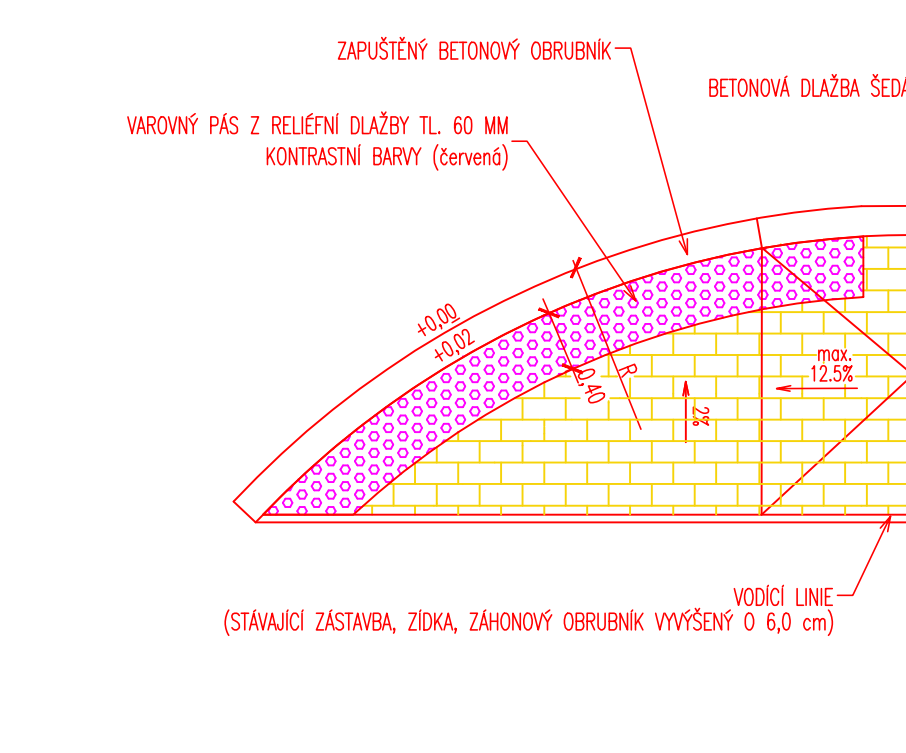 ZAPUŠTĚNÝ BETONOVÝ OBRUBNÍK
BETONOVÁ DLAŽBA ŠEDÁ
VAROVNÝ PÁS Z RELIÉFNÍ DLAŽBY TL. 60 MM
KONTRASTNÍ BARVY (červená)
+0,00
+0,02
0,40
R
2%
max.
12.5%
VODÍCÍ LINIE
(STÁVAJÍCÍ ZÁSTAVBA, ZÍDKA, ZÁHONOVÝ OBRUBNÍK VYVÝŠENÝ O 6,0 cm)